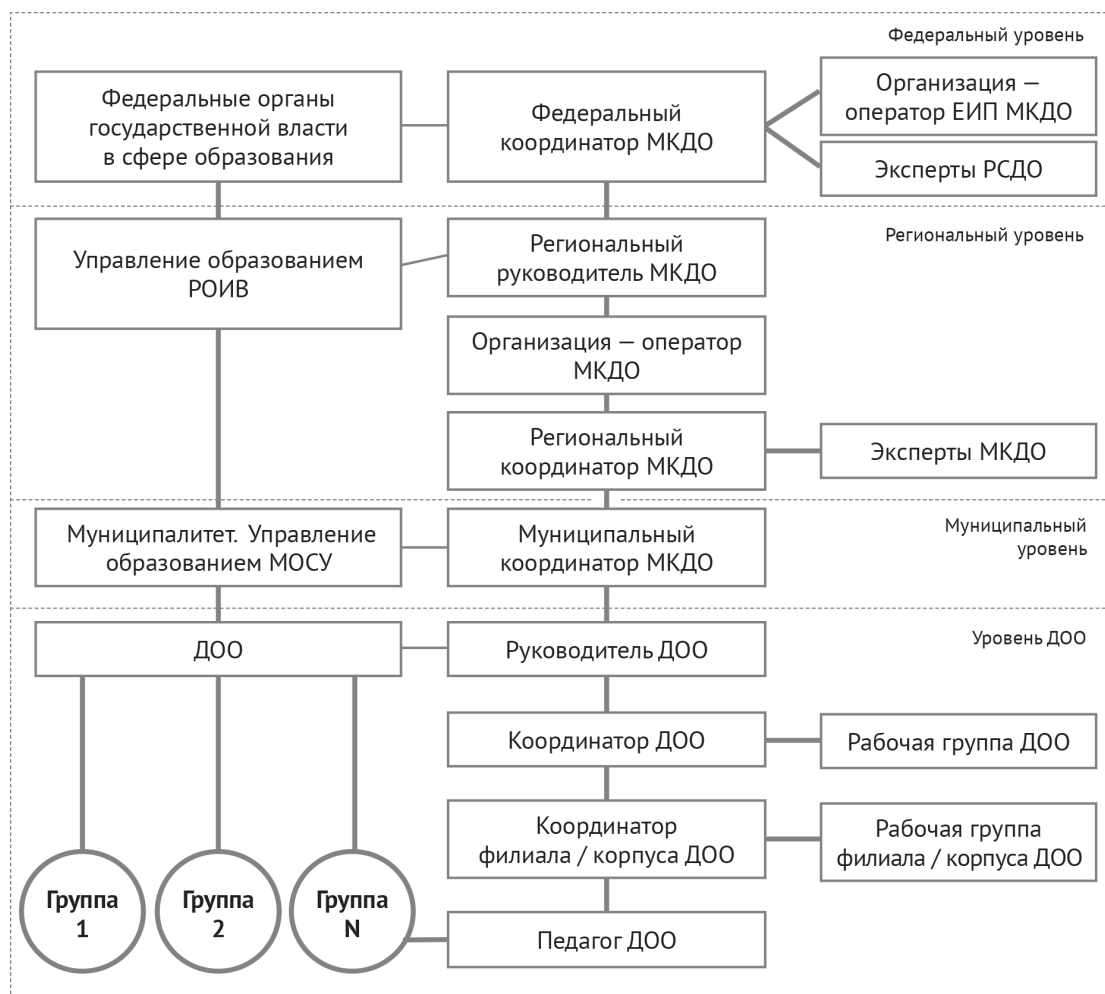 Федеральный уровень
Федеральные органы
государственной власти
в сфере образования
Федеральный
координатор МКДО
Организация —
оператор ЕИП МКДО
Эксперты РСДО
Региональный уровень
Управление образованием
РОИВ
Региональный
руководитель МКДО
Организация — оператор
МКДО
Региональный
координатор МКДО
Эксперты МКДО
Муниципальный
уровень
Муниципалитет. Управление
образованием МОСУ
Муниципальный
координатор МКДО
Уровень ДОО
ДОО
Руководитель ДОО
Координатор ДОО
Рабочая группа ДОО
Координатор
филиала / корпуса ДОО
Рабочая группа
филиала / корпуса ДОО
Группа
1
Группа
2
Группа
N
Педагог ДОО